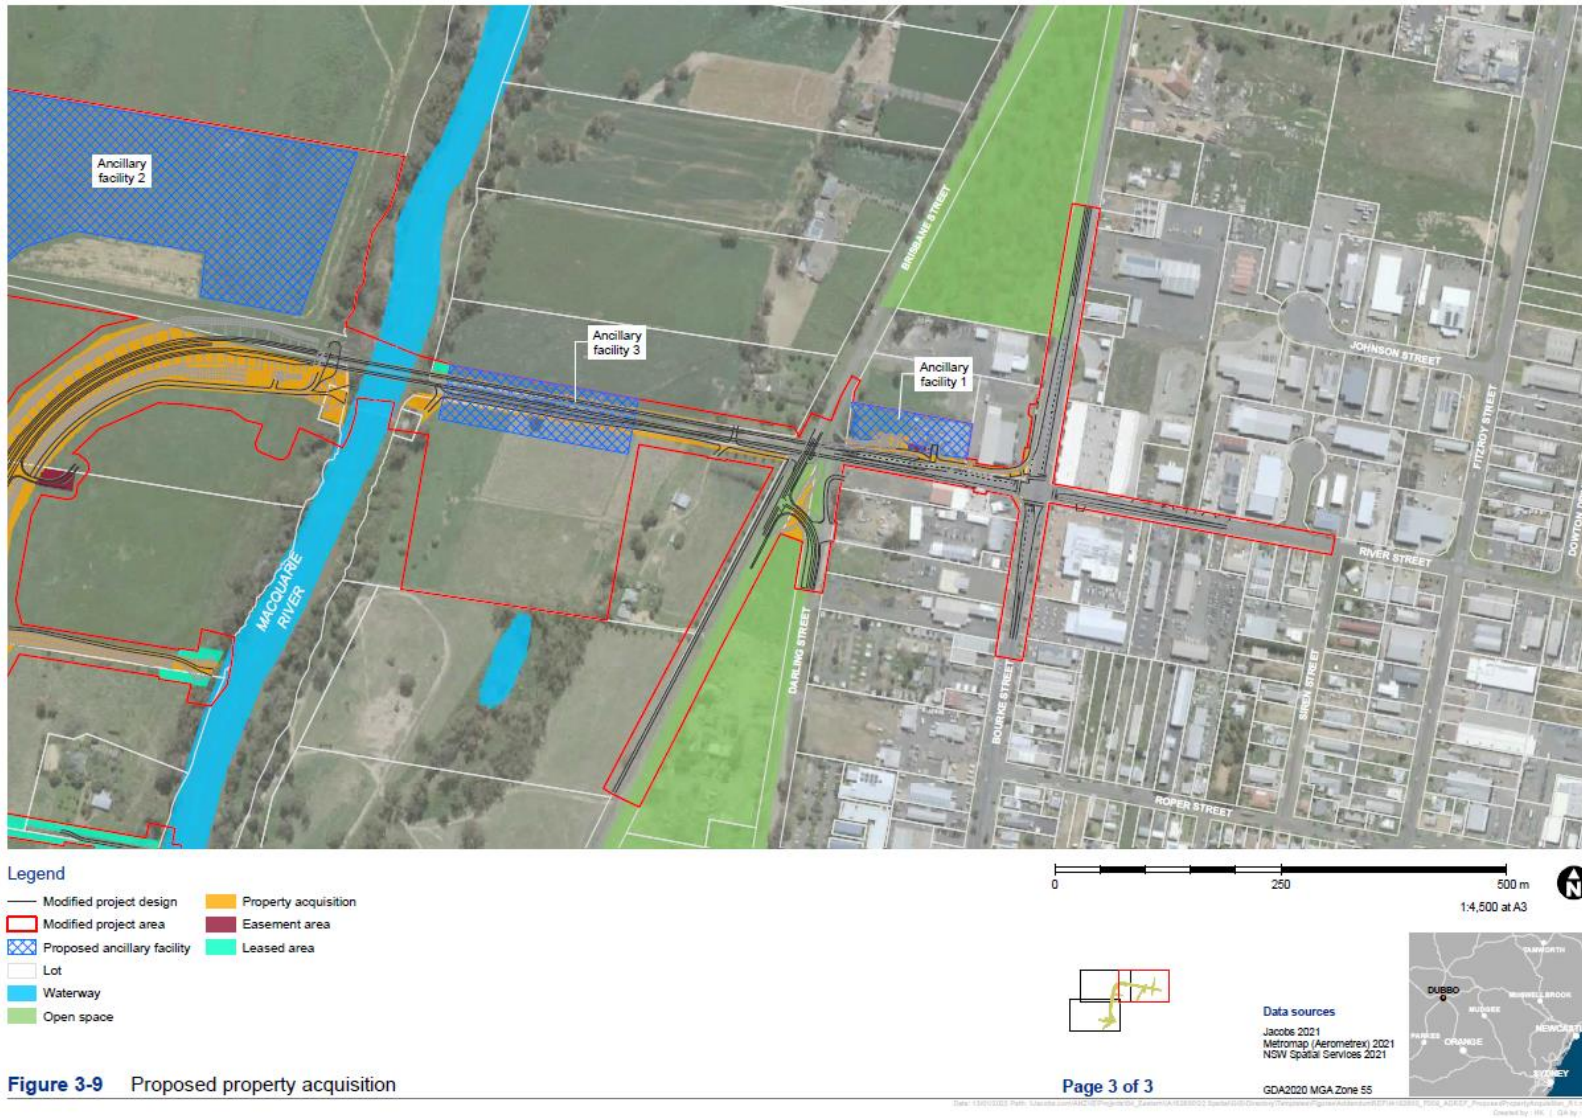 Ancillary
facility 2
Ancillary
facility 3
Ancillary
facility 1
BRISBANE STREET
JOHNSON STREET
FITZROY STREET
RIVER STREET
MACQUARIE
RIVER
DARLING STREET
BOURKE STREET
SIREN STREET
ROPER STREET
Legend
Modified project design
Modified project area
Proposed ancillary facility
Lot
Waterway
Open space
Property acquisition
Easement area
Leased area
0 250 500 m
1:4,500 at A3
N
TAMWORTH
DUBBO
MUSWELLBROOK
MUDGEE
PARKES
ORANGE
SYDNEY
Data sources
Jacobs 2021
Metromap (Aerometrex) 2021
NSW Spatial Services 2021
GDA2020 MGA Zone 55
Figure 3-9 Proposed property acquisition
Page 3 of 3